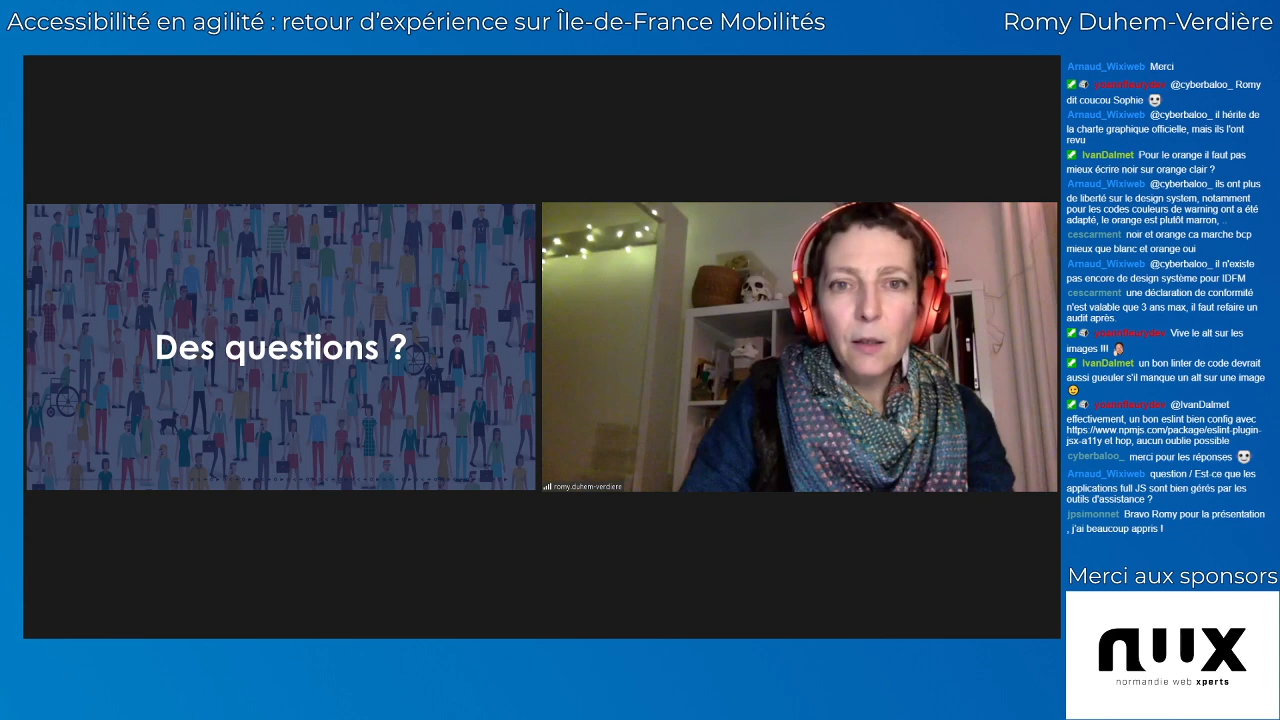 Accessibilité en agilité : retour d’expérience sur Île-de-France Mobilités
Romy Duhem-Verdière
Des questions ?
romy.duhem-verdiere
Arnaud_Wixiweb Merci
yoannfleurydev @cyberbaloo_ Romy
dit coucou Sophie
Arnaud_Wixiweb @cyberbaloo_ il hérite de
la charte graphique officielle, mais ils l'ont
revu
IvanDalmet Pour le orange il faut pas
mieux écrire noir sur orange clair ?
Arnaud_Wixiweb @cyberbaloo_ ils ont plus
de liberté sur le design system, notamment
pour les codes couleurs de warning ont a été
adapté, le orange est plutôt marron, ..
cescarment noir et orange ca marche bcp
mieux que blanc et orange oui
Arnaud_Wixiweb @cyberbaloo_ il n'existe
pas encore de design système pour IDFM
cescarment une déclaration de conformité
n'est valable que 3 ans max, il faut refaire un
audit après.
yoannfleurydev Vive le alt sur les
images !!!
IvanDalmet un bon linter de code devrait
aussi gueuler s'il manque un alt sur une image
yoannfleurydev @IvanDalmet
effectivement, un bon eslint bien config avec
https://www.npmjs.com/package/eslint-plugin-
jsx-a11y et hop, aucun oublie possible
cyberbaloo_ merci pour les réponses
Arnaud_Wixiweb question / Est-ce que les
applications full JS sont bien gérés par les
outils d'assistance ?
jpsimonnet Bravo Romy pour la présentation
, j'ai beaucoup appris !
Merci aux sponsors
nwx
normandie web xperts